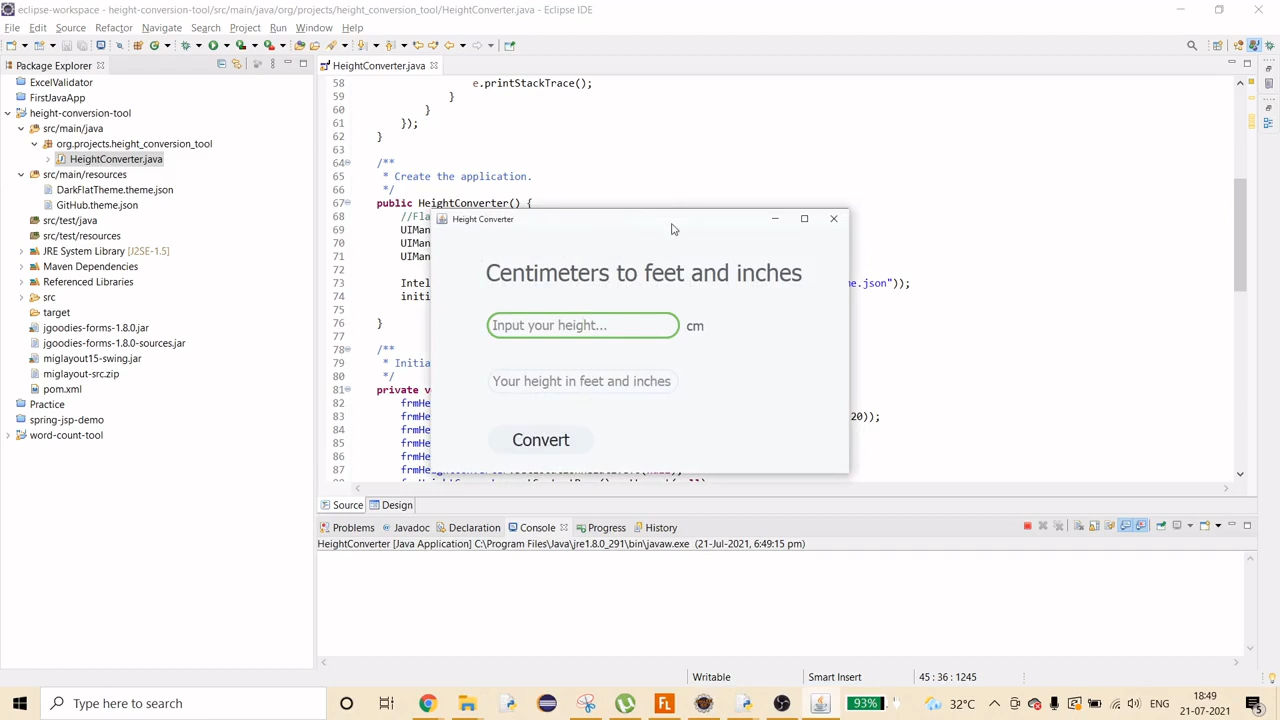 eclipse-workspace - height-conversion-tool/src/main/java/org/projects/height_conversion_tool/HeightConverter.java - Eclipse IDE
File Edit Source Refactor Navigate Search Project Run Window Help
Package Explorer
HeightConverter.java
ExcelValidator
FirstJavaApp
height-conversion-tool
src/main/java
org.projects.height_conversion_tool
HeightConverter.java
src/main/resources
DarkFlatTheme.theme.json
GitHub.theme.json
src/test/java
src/test/resources
JRE System Library [J2SE-1.5]
Maven Dependencies
Referenced Libraries
src
target
jgoodies-forms-1.8.0.jar
jgoodies-forms-1.8.0-sources.jar
miglayout15-swing.jar
miglayout-src.zip
pom.xml
Practice
spring-jsp-demo
word-count-tool
58 e.printStackTrace();
59 }
60 }
61 });
62 }
63
64 /**
65 * Create the application.
66 */
67 public HeightConverter() {
68 //Fla
69 UIMan
70 UIMan
71 UIMan
72
73 Intel me.json"));
74 initi
75
76 }
77
78 /**
79 * Initia
80 */
81 private v
82 frmHe
83 frmHe 20));
84 frmHe
85 frmHe
86 frmHe
87
Height Converter
Centimeters to feet and inches
Input your height... cm
Your height in feet and inches
Convert
Source Design
Problems Javadoc Declaration Console Progress History
HeightConverter [Java Application] C:\Program Files\Java\jre1.8.0_291\bin\javaw.exe (21-Jul-2021, 6:49:15 pm)
Writable Smart Insert 45 : 36 : 1245
Type here to search
FL
93% 32°C ENG
18:49
21-07-2021
5